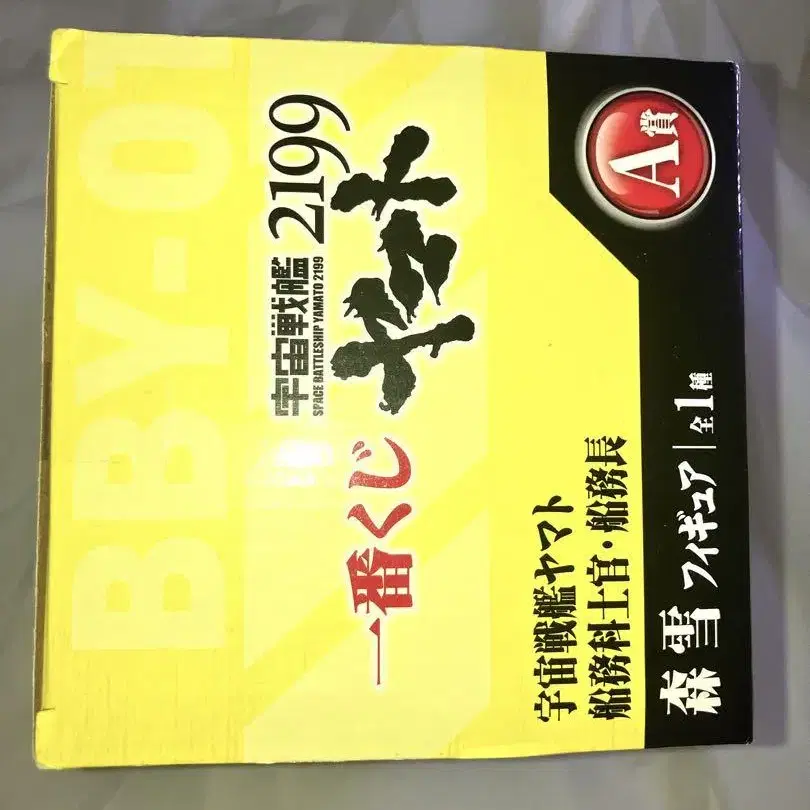 BBY-01
一番くじ
宇宙戦艦
SPACE BATTLESHIP YAMATO 2199
2199
ヤマト
宇宙戦艦ヤマト
船務科士官・船務長
森雪 フィギュア 全1種
A賞